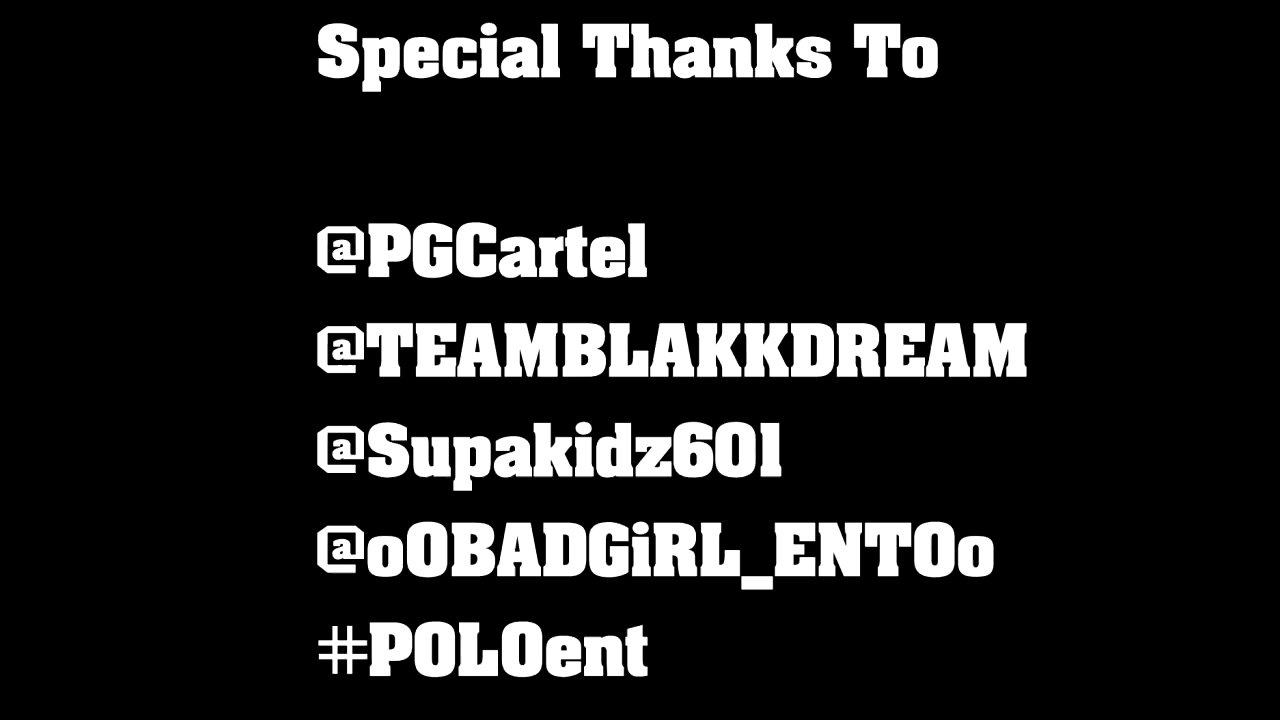 Special Thanks To
@PGCartel
@TEAMBLAKKDREAM
@Supakidz601
@oOBADGiRL_ENTOo
#POLOent